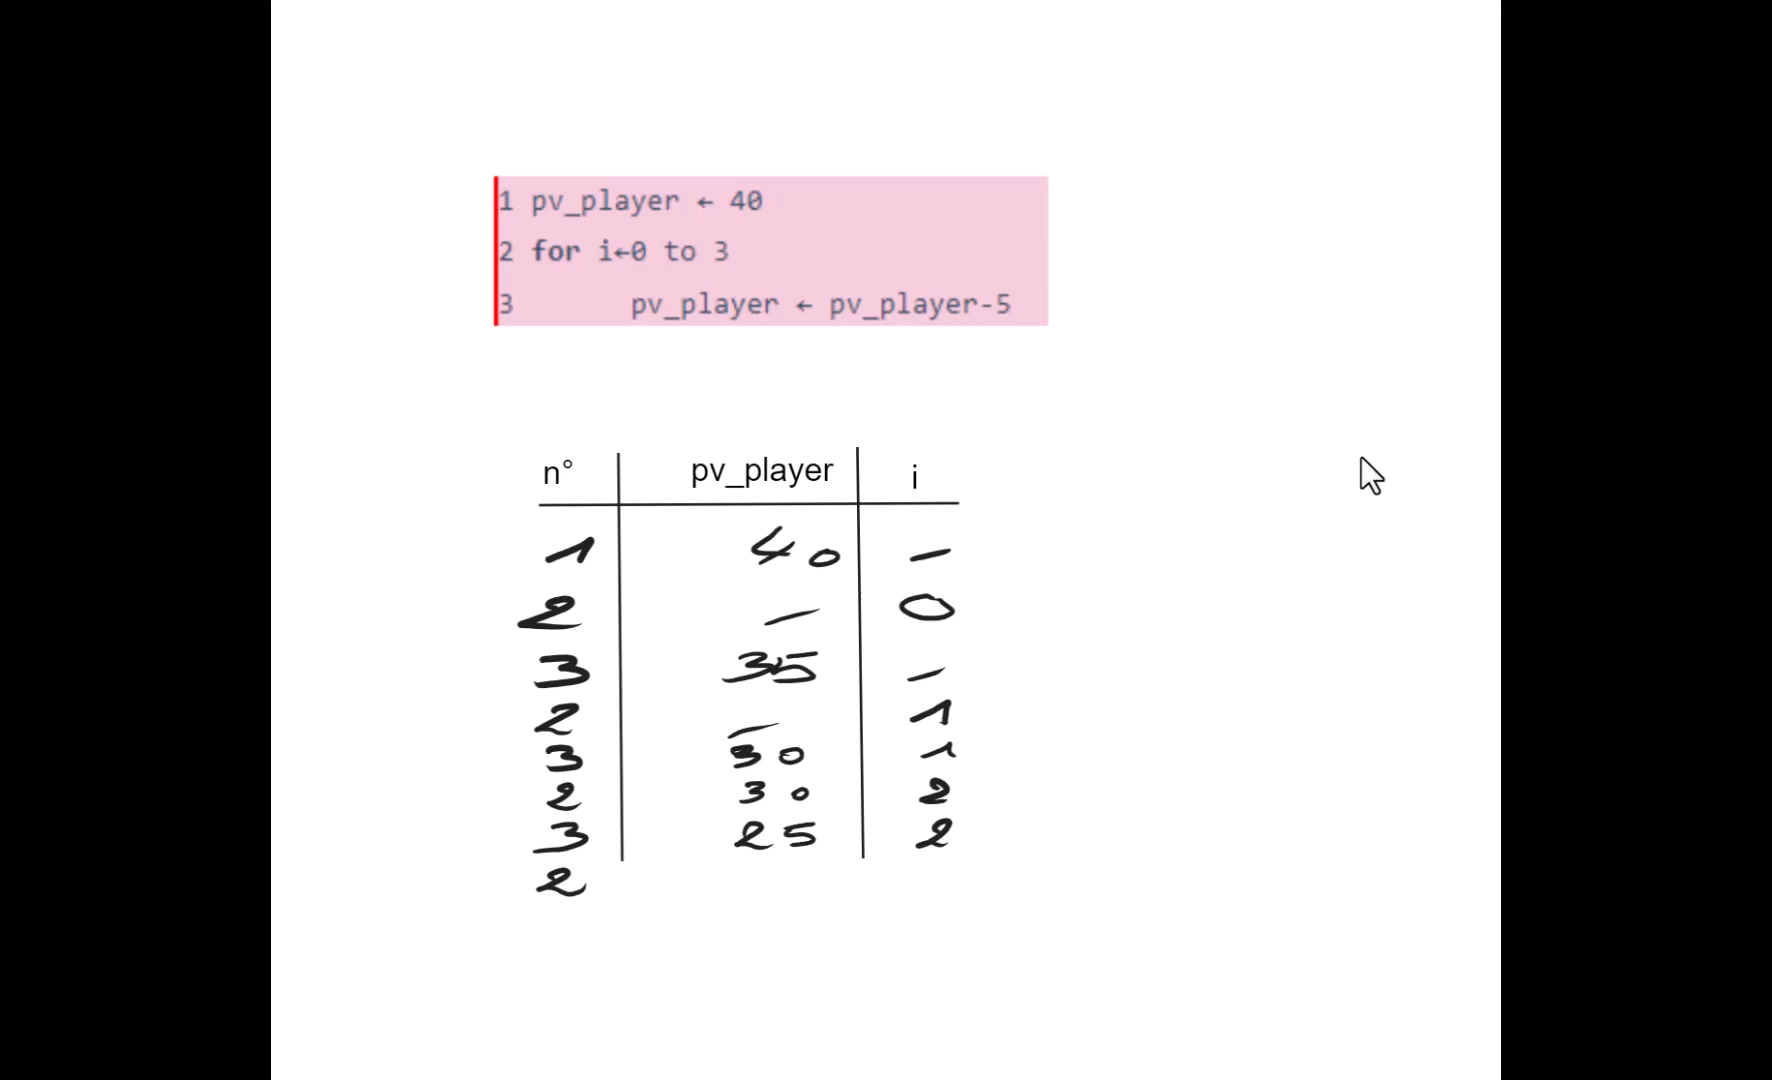 1 pv_player ← 40
2 for i←0 to 3
3 pv_player ← pv_player-5
n° pv_player i
1 40 –
2 – 0
3 35 –
2 – 1
3 30 1
2 30 2
3 25 2
2